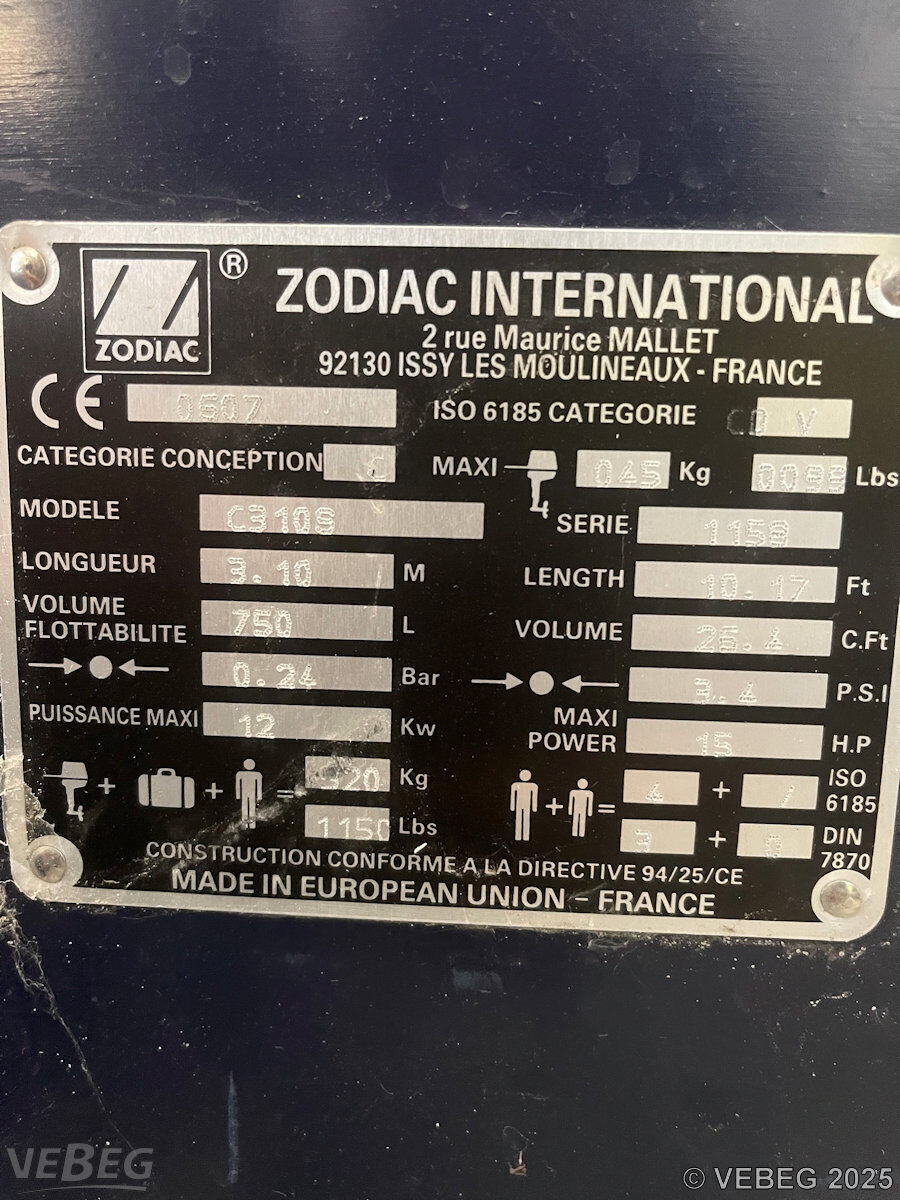 ZODIAC
®
ZODIAC INTERNATIONAL
2 rue Maurice MALLET
92130 ISSY LES MOULINEAUX - FRANCE
CE 0607 ISO 6185 CATEGORIE V
CATEGORIE CONCEPTION C MAXI 045 Kg Lbs
MODELE C310S SERIE
LONGUEUR 3.10 M LENGTH 10.17 Ft
VOLUME
FLOTTABILITE 750 L VOLUME 26.4 C.Ft
0.24 Bar 3.4 P.S.I
PUISSANCE MAXI 12 Kw MAXI
POWER 15 H.P
+ + = Kg + = 4 + ISO
6185
1150 Lbs 3 + DIN
7870
CONSTRUCTION CONFORME A LA DIRECTIVE 94/25/CE
MADE IN EUROPEAN UNION - FRANCE
VEBEG
© VEBEG 2025